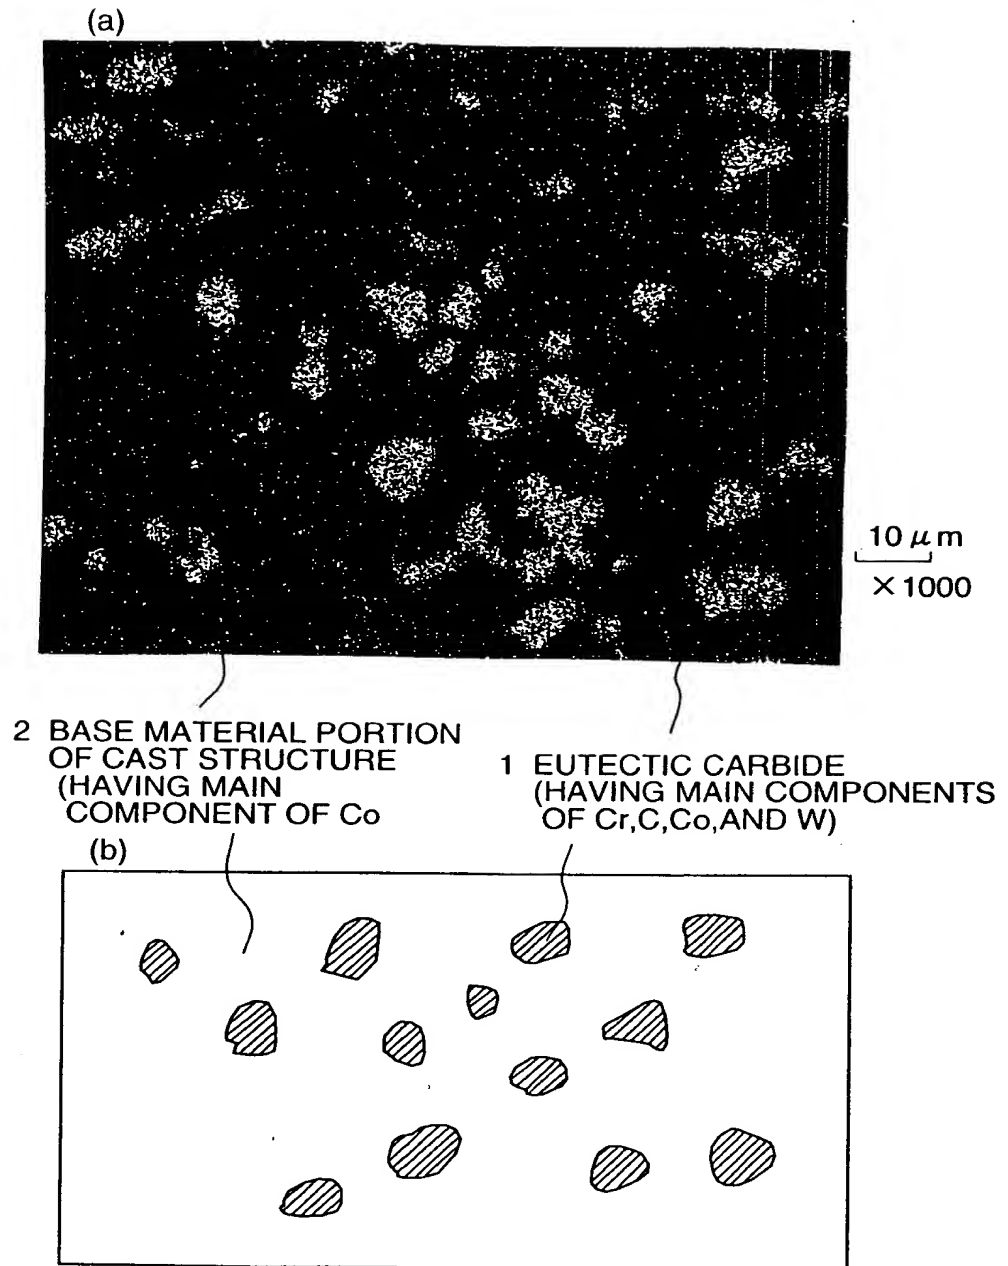 (a)
10 μm
×1000
2 BASE MATERIAL PORTION
OF CAST STRUCTURE
(HAVING MAIN
COMPONENT OF Co
1 EUTECTIC CARBIDE
(HAVING MAIN COMPONENTS
OF Cr,C,Co,AND W)
(b)